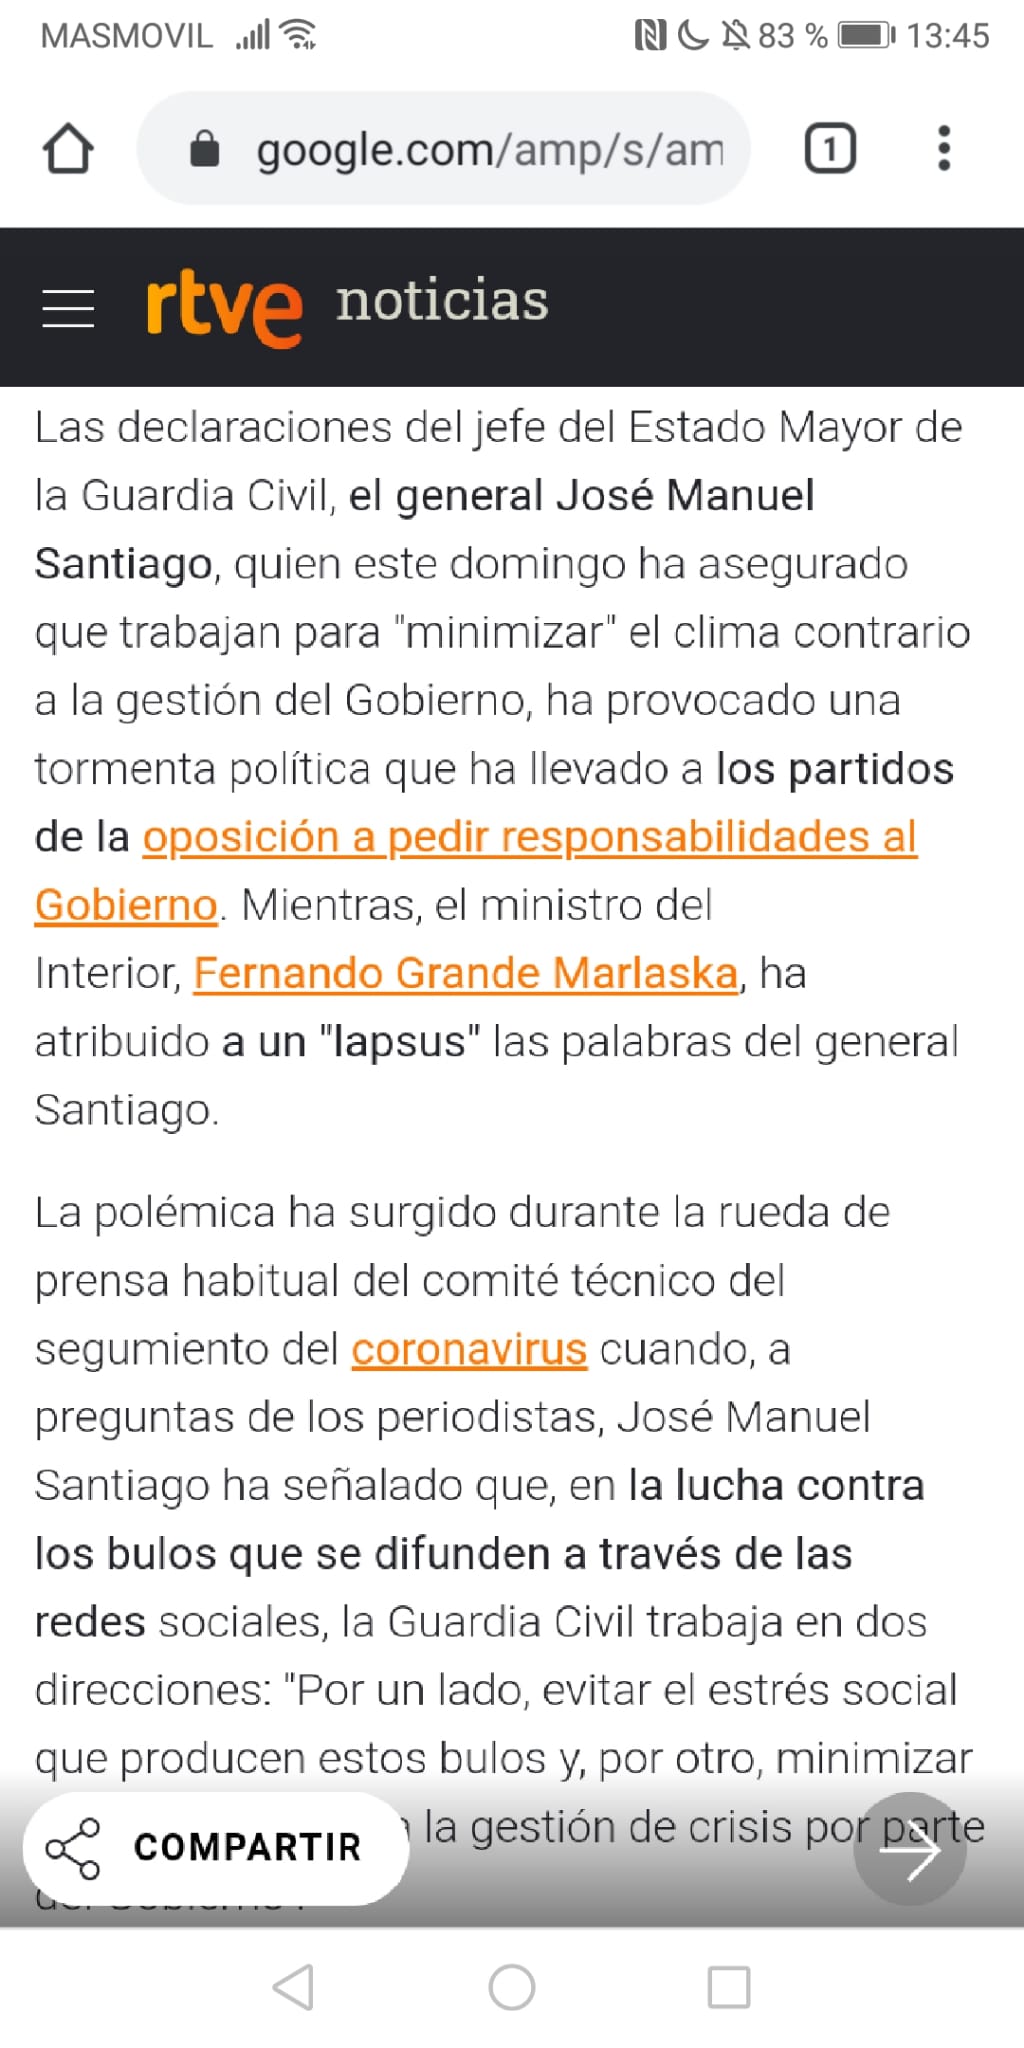 MASMOVIL 83 % 13:45
google.com/amp/s/am 1
rtve noticias
Las declaraciones del jefe del Estado Mayor de
la Guardia Civil, el general José Manuel
Santiago, quien este domingo ha asegurado
que trabajan para "minimizar" el clima contrario
a la gestión del Gobierno, ha provocado una
tormenta política que ha llevado a los partidos
de la oposición a pedir responsabilidades al
Gobierno. Mientras, el ministro del
Interior, Fernando Grande Marlaska, ha
atribuido a un "lapsus" las palabras del general
Santiago.
La polémica ha surgido durante la rueda de
prensa habitual del comité técnico del
segumiento del coronavirus cuando, a
preguntas de los periodistas, José Manuel
Santiago ha señalado que, en la lucha contra
los bulos que se difunden a través de las
redes sociales, la Guardia Civil trabaja en dos
direcciones: "Por un lado, evitar el estrés social
que producen estos bulos y, por otro, minimizar
la gestión de crisis por parte
COMPARTIR